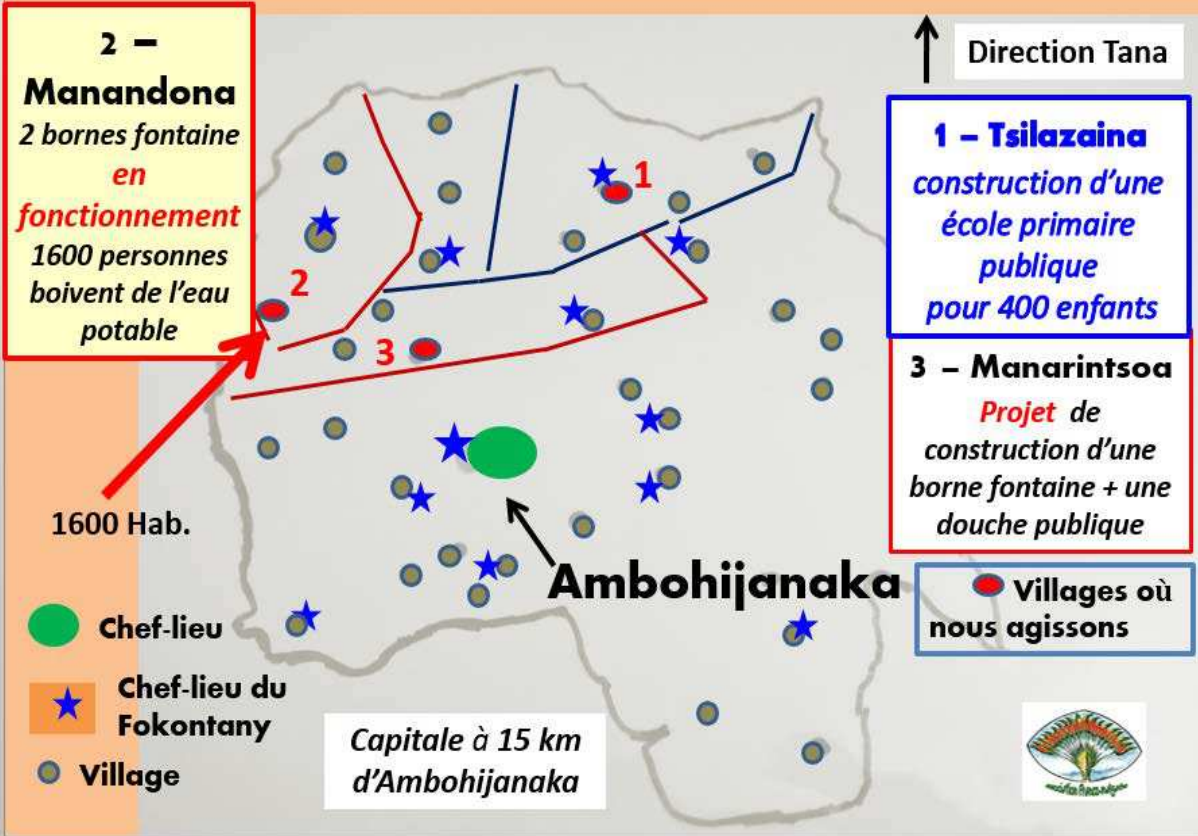 2 –
Manandona
2 bornes fontaine
en
fonctionnement
1600 personnes
boivent de l’eau
potable
Direction Tana
1 – Tsilazaina
construction d’une
école primaire
publique
pour 400 enfants
1
2
3
3 – Manarintsoa
Projet de
construction d’une
borne fontaine + une
douche publique
1600 Hab.
Ambohijanaka
Villages où
nous agissons
Chef-lieu
Chef-lieu du
Fokontany
Village
Capitale à 15 km
d’Ambohijanaka